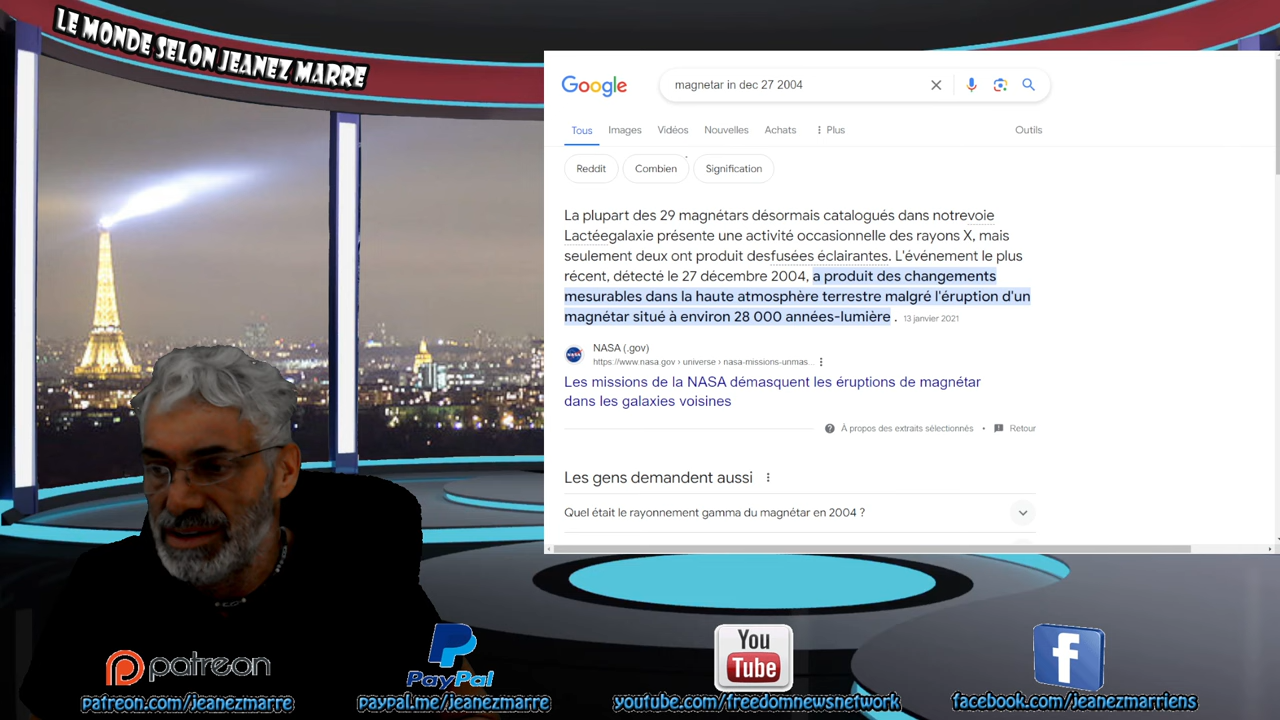 LE MONDE SELON JEANEZ MARRE
Google
magnetar in dec 27 2004
Tous
Images
Vidéos
Nouvelles
Achats
Plus
Outils
Reddit
Combien
Signification
La plupart des 29 magnétars désormais catalogués dans notrevoie
Lactéegalaxie présente une activité occasionnelle des rayons X, mais
seulement deux ont produit desfusées éclairantes. L'événement le plus
récent, détecté le 27 décembre 2004, a produit des changements
mesurables dans la haute atmosphère terrestre malgré l'éruption d'un
magnétar situé à environ 28 000 années-lumière . 13 janvier 2021
NASA
NASA (.gov)
https://www.nasa.gov › universe › nasa-missions-unmas...
Les missions de la NASA démasquent les éruptions de magnétar
dans les galaxies voisines
À propos des extraits sélectionnés • Retour
Les gens demandent aussi
Quel était le rayonnement gamma du magnétar en 2004 ?
patreon
patreon.com/jeanezmarre
PayPal
paypal.me/jeanezmarre
You
Tube
youtube.com/freedomnewsnetwork
f
facebook.com/jeanezmarriens